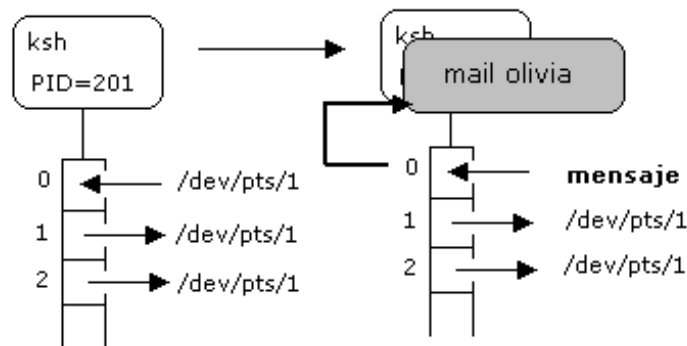 ksh
PID=201
0
/dev/pts/1
1
/dev/pts/1
2
/dev/pts/1
ksh
mail olivia
0
mensaje
1
/dev/pts/1
2
/dev/pts/1